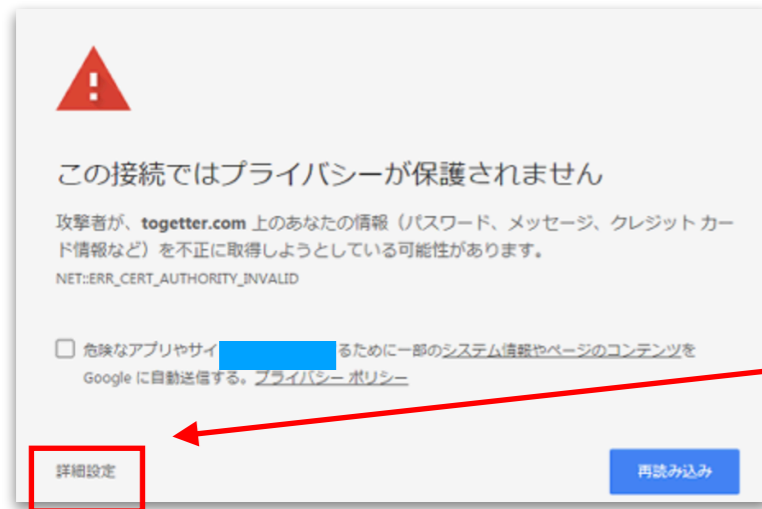 この接続ではプライバシーが保護されません
攻撃者が、togetter.com 上のあなたの情報（パスワード、メッセージ、クレジット カー
ド情報など）を不正に取得しようとしている可能性があります。
NET::ERR_CERT_AUTHORITY_INVALID
危険なアプリやサイ るために一部のシステム情報やページのコンテンツを
Google に自動送信する。プライバシー ポリシー
詳細設定 再読み込み